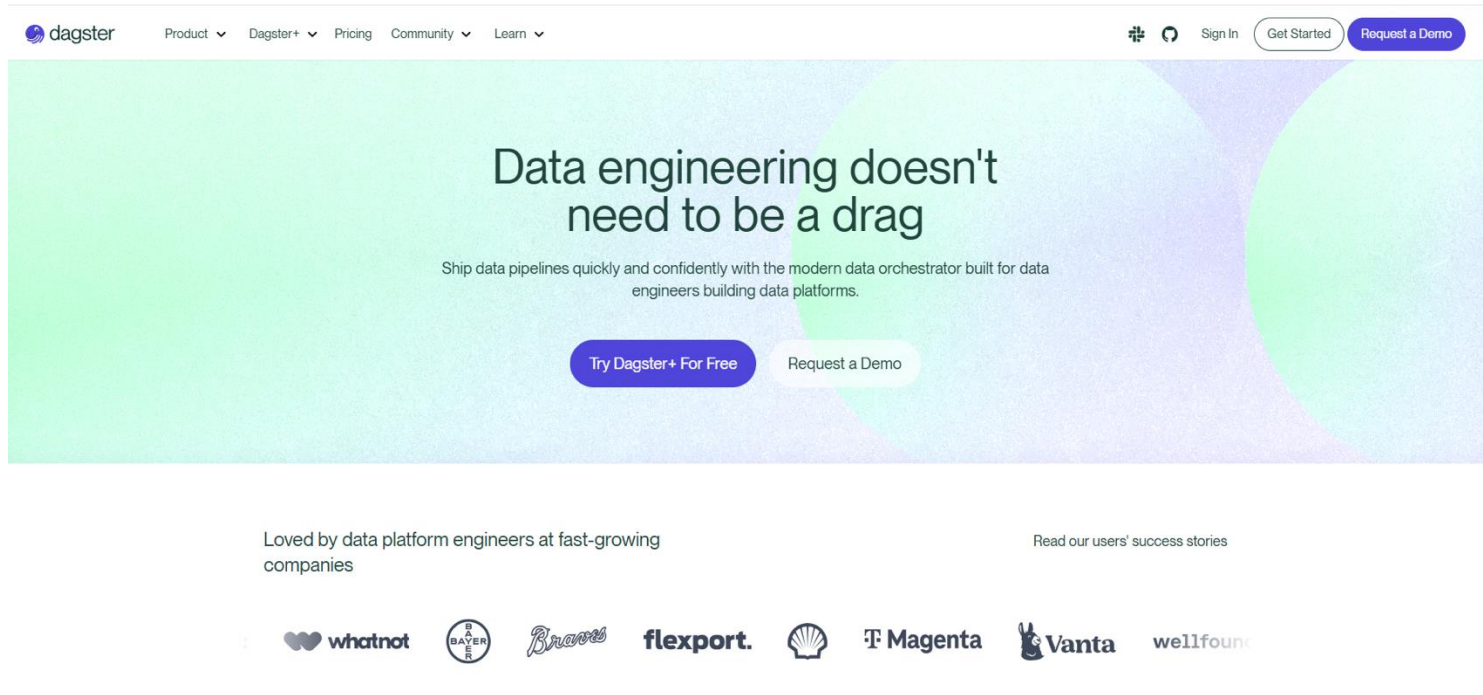 dagster Product Dagster+ Pricing Community Learn Sign In Get Started Request a Demo
Data engineering doesn't
need to be a drag
Ship data pipelines quickly and confidently with the modern data orchestrator built for data
engineers building data platforms.
Try Dagster+ For Free Request a Demo
Loved by data platform engineers at fast-growing
companies
Read our users' success stories
whatnot BAYER BAYER Braves flexport. T Magenta Vanta wellfoun